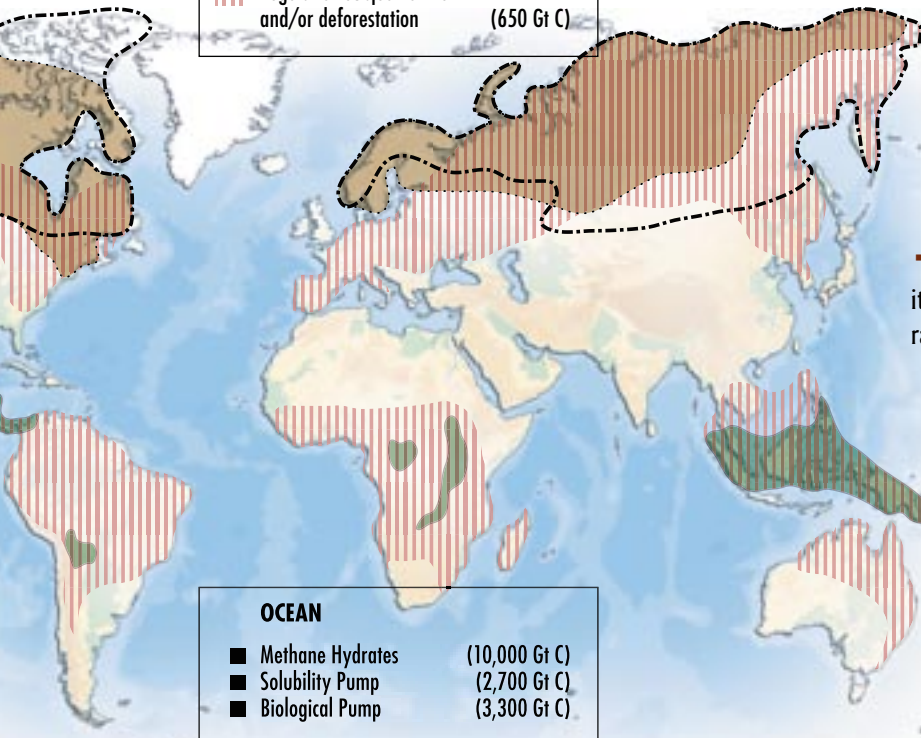 and/or deforestation (650 Gt C)
OCEAN
Methane Hydrates (10,000 Gt C)
Solubility Pump (2,700 Gt C)
Biological Pump (3,300 Gt C)